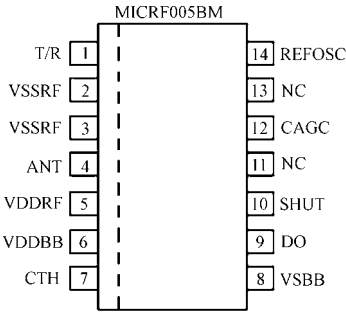 MICRF005BM
T/R 1 14 REFOSC
VSSRF 2 13 NC
VSSRF 3 12 CAGC
ANT 4 11 NC
VDDRF 5 10 SHUT
VDDBB 6 9 DO
CTH 7 8 VSBB